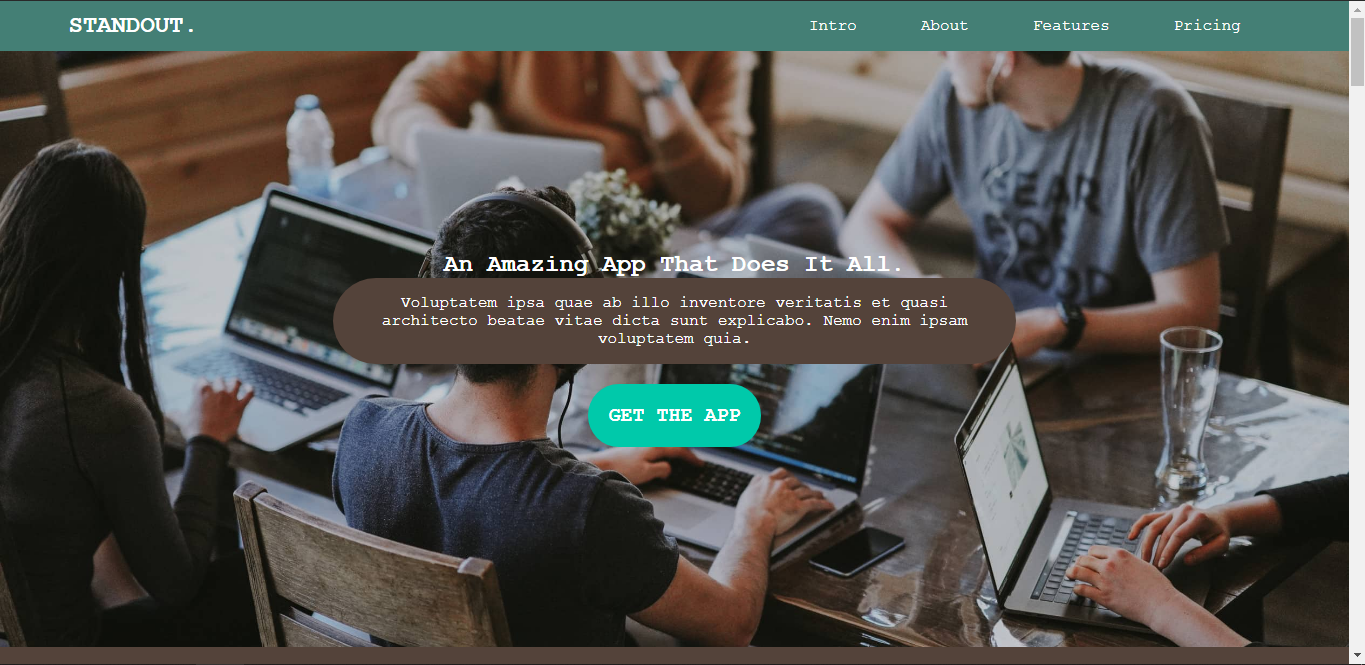 STANDOUT.
Intro About Features Pricing
An Amazing App That Does It All.
Voluptatem ipsa quae ab illo inventore veritatis et quasi
architecto beatae vitae dicta sunt explicabo. Nemo enim ipsam
voluptatem quia.
GET THE APP